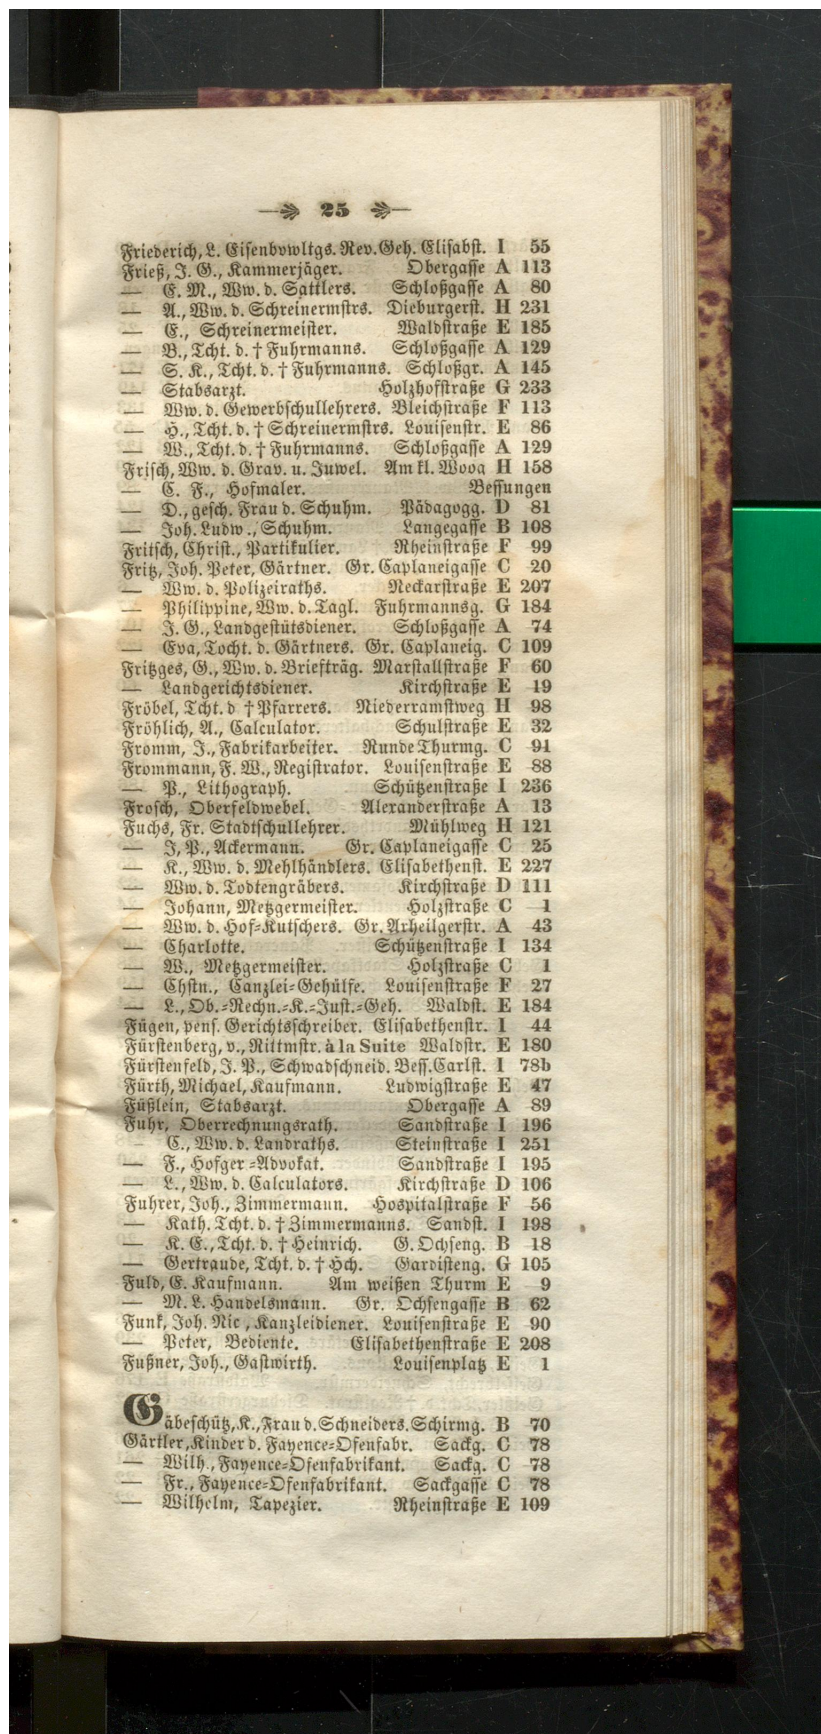 25
Friederich, L. Eisenbvwltgs. Rev. Geh. Elisabst. I 55
Frieß, J. G., Kammerjäger. Obergasse A 113
— E. M., Ww. d. Sattlers. Schloßgasse A 80
— A., Ww. d. Schreinermstrs. Dieburgerst. H 231
— E., Schreinermeister. Waldstraße E 185
— B., Tcht. d. † Fuhrmanns. Schloßgasse A 129
— S. K., Tcht. d. † Fuhrmanns. Schloßgr. A 145
— Stabsarzt. Holzhofstraße G 233
— Ww. d. Gewerbschullehrers. Bleichstraße F 113
— H., Tcht. d. † Schreinermstrs. Louisenstr. E 86
— W., Tcht. d. † Fuhrmanns. Schloßgasse A 129
Frisch, Ww. d. Grav. u. Juwel. Am kl. Woog H 158
— C. F., Hofmaler. Bessungen
— D., gesch. Frau d. Schuhm. Pädagogg. D 81
— Joh. Ludw., Schuhm. Langegasse B 108
Fritsch, Christ., Partikulier. Rheinstraße F 99
Fritz, Joh. Peter, Gärtner. Gr. Caplaneigasse C 20
— Ww. d. Polizeiraths. Neckarstraße E 207
— Philippine, Ww. d. Tagl. Fuhrmannsg. G 184
— J. G., Landgestütsdiener. Schloßgasse A 74
— Eva, Tocht. d. Gärtners. Gr. Caplaneig. C 109
Fritzges, G., Ww. d. Briefträg. Marstallstraße F 60
— Landgerichtsdiener. Kirchstraße E 19
Fröbel, Tcht. d † Pfarrers. Niederramstweg H 98
Fröhlich, A., Calculator. Schulstraße E 32
Fromm, J., Fabrikarbeiter. Runde Thurmg. C 91
Frommann, F. W., Registrator. Louisenstraße E 88
— P., Lithograph. Schützenstraße I 236
Frosch, Oberfeldwebel. Alexanderstraße A 13
Fuchs, Fr. Stadtschullehrer. Mühlweg H 121
— J. P., Ackermann. Gr. Caplaneigasse C 25
— K., Ww. d. Mehlhändlers. Elisabethenst. E 227
— Ww. d. Todtengräbers. Kirchstraße D 111
— Johann, Metzgermeister. Holzstraße C 1
— Ww. d. Hof-Kutschers. Gr. Arheilgerstr. A 43
— Charlotte. Schützenstraße I 134
— W., Metzgermeister. Holzstraße C 1
— Chstn., Canzlei-Gehülfe. Louisenstraße F 27
— L., Ob.-Rechn.-K.-Just.-Geh. Waldst. E 184
Fügen, pens. Gerichtsschreiber. Elisabethenstr. I 44
Fürstenberg, v., Rittmstr. à la Suite Waldstr. E 180
Fürstenfeld, J. P., Schwadschneid. Bess. Carlst. I 78b
Fürth, Michael, Kaufmann. Ludwigstraße E 47
Füßlein, Stabsarzt. Obergasse A 89
Fuhr, Oberrechnungsrath. Sandstraße I 196
C., Ww. d. Landraths. Steinstraße I 251
— F., Hofger-Advokat. Sandstraße I 195
— L., Ww. d. Calculators. Kirchstraße D 106
Fuhrer, Joh., Zimmermann. Hospitalstraße F 56
— Kath. Tcht. d. † Zimmermanns. Sandst. I 198
— K. E., Tcht. d. † Heinrich. G. Ochseng. B 18
— Gertraude, Tcht. d. † Hch. Gardisteng. G 105
Fuld, E. Kaufmann. Am weißen Thurm E 9
— M. L. Handelsmann. Gr. Ochsengasse B 62
Funk, Joh. Nic, Kanzleidiener. Louisenstraße E 90
— Peter, Bediente. Elisabethenstraße E 208
Fußner, Joh., Gastwirth. Louisenplatz E 1
Gäbeschütz, K., Frau d. Schneiders. Schirmg. B 70
Gärtler, Kinder d. Fayence-Ofenfabr. Sackg. C 78
— Wilh., Fayence-Ofenfabrikant. Sackg. C 78
— Fr., Fayence-Ofenfabrikant. Sackgasse C 78
— Wilhelm, Tapezier. Rheinstraße E 109